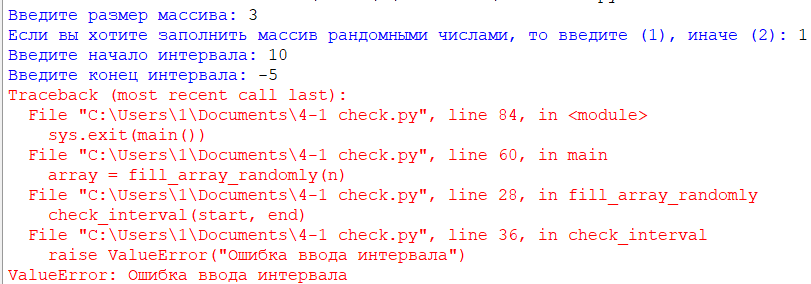 Введите размер массива: 3
Если вы хотите заполнить массив рандомными числами, то введите (1), иначе (2): 1
Введите начало интервала: 10
Введите конец интервала: -5
Traceback (most recent call last):
  File "C:\Users\1\Documents\4-1 check.py", line 84, in <module>
    sys.exit(main())
  File "C:\Users\1\Documents\4-1 check.py", line 60, in main
    array = fill_array_randomly(n)
  File "C:\Users\1\Documents\4-1 check.py", line 28, in fill_array_randomly
    check_interval(start, end)
  File "C:\Users\1\Documents\4-1 check.py", line 36, in check_interval
    raise ValueError("Ошибка ввода интервала")
ValueError: Ошибка ввода интервала